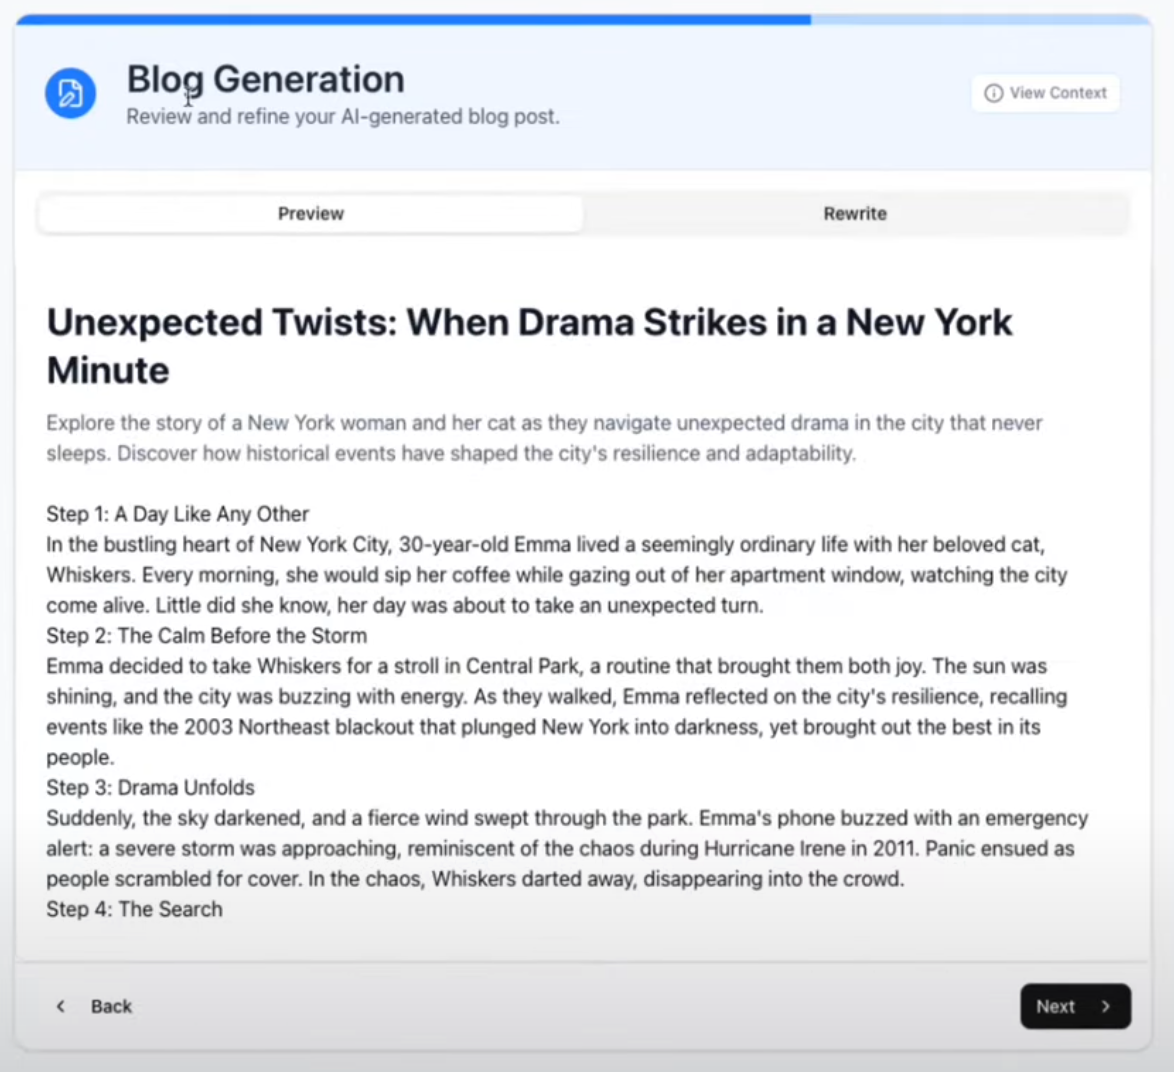 Blog Generation
Review and refine your AI-generated blog post.
View Context
Preview
Rewrite
Unexpected Twists: When Drama Strikes in a New York
Minute
Explore the story of a New York woman and her cat as they navigate unexpected drama in the city that never
sleeps. Discover how historical events have shaped the city's resilience and adaptability.
Step 1: A Day Like Any Other
In the bustling heart of New York City, 30-year-old Emma lived a seemingly ordinary life with her beloved cat,
Whiskers. Every morning, she would sip her coffee while gazing out of her apartment window, watching the city
come alive. Little did she know, her day was about to take an unexpected turn.
Step 2: The Calm Before the Storm
Emma decided to take Whiskers for a stroll in Central Park, a routine that brought them both joy. The sun was
shining, and the city was buzzing with energy. As they walked, Emma reflected on the city's resilience, recalling
events like the 2003 Northeast blackout that plunged New York into darkness, yet brought out the best in its
people.
Step 3: Drama Unfolds
Suddenly, the sky darkened, and a fierce wind swept through the park. Emma's phone buzzed with an emergency
alert: a severe storm was approaching, reminiscent of the chaos during Hurricane Irene in 2011. Panic ensued as
people scrambled for cover. In the chaos, Whiskers darted away, disappearing into the crowd.
Step 4: The Search
Back
Next